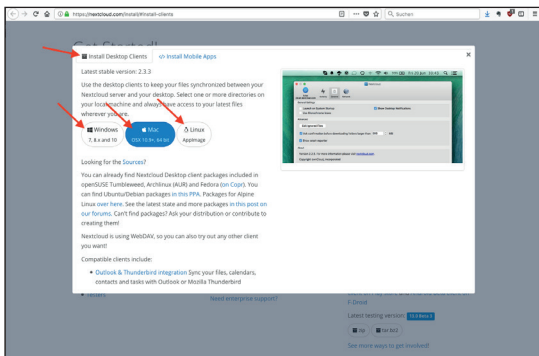 https://nextcloud.com/install/#install-clients
Suchen
Get Started!
Install Desktop Clients
</> Install Mobile Apps
Latest stable version: 2.3.3
Use the desktop clients to keep your files synchronized between your
Nextcloud server and your desktop. Select one or more directories on
your local machine and always have access to your latest files
wherever you are.
Windows
7, 8.x and 10
Mac
OSX 10.9+, 64 bit
Linux
AppImage
Looking for the Sources?
You can already find Nextcloud Desktop client packages included in
openSUSE Tumbleweed, Archlinux (AUR) and Fedora (on Copr). You
can find Ubuntu/Debian packages in this PPA. Packages for Alpine
Linux over here. See the latest state and more packages in this post on
our forums. Can't find packages? Ask your distribution or contribute to
creating them!
Nextcloud is using WebDAV, so you can also try out any other client
you want!
Compatible clients include:
Outlook & Thunderbird integration Sync your files, calendars,
contacts and tasks with Outlook or Mozilla Thunderbird
Need enterprise support?
F-Droid
Latest testing version:
zip
tar.bz2
See more ways to get involved!